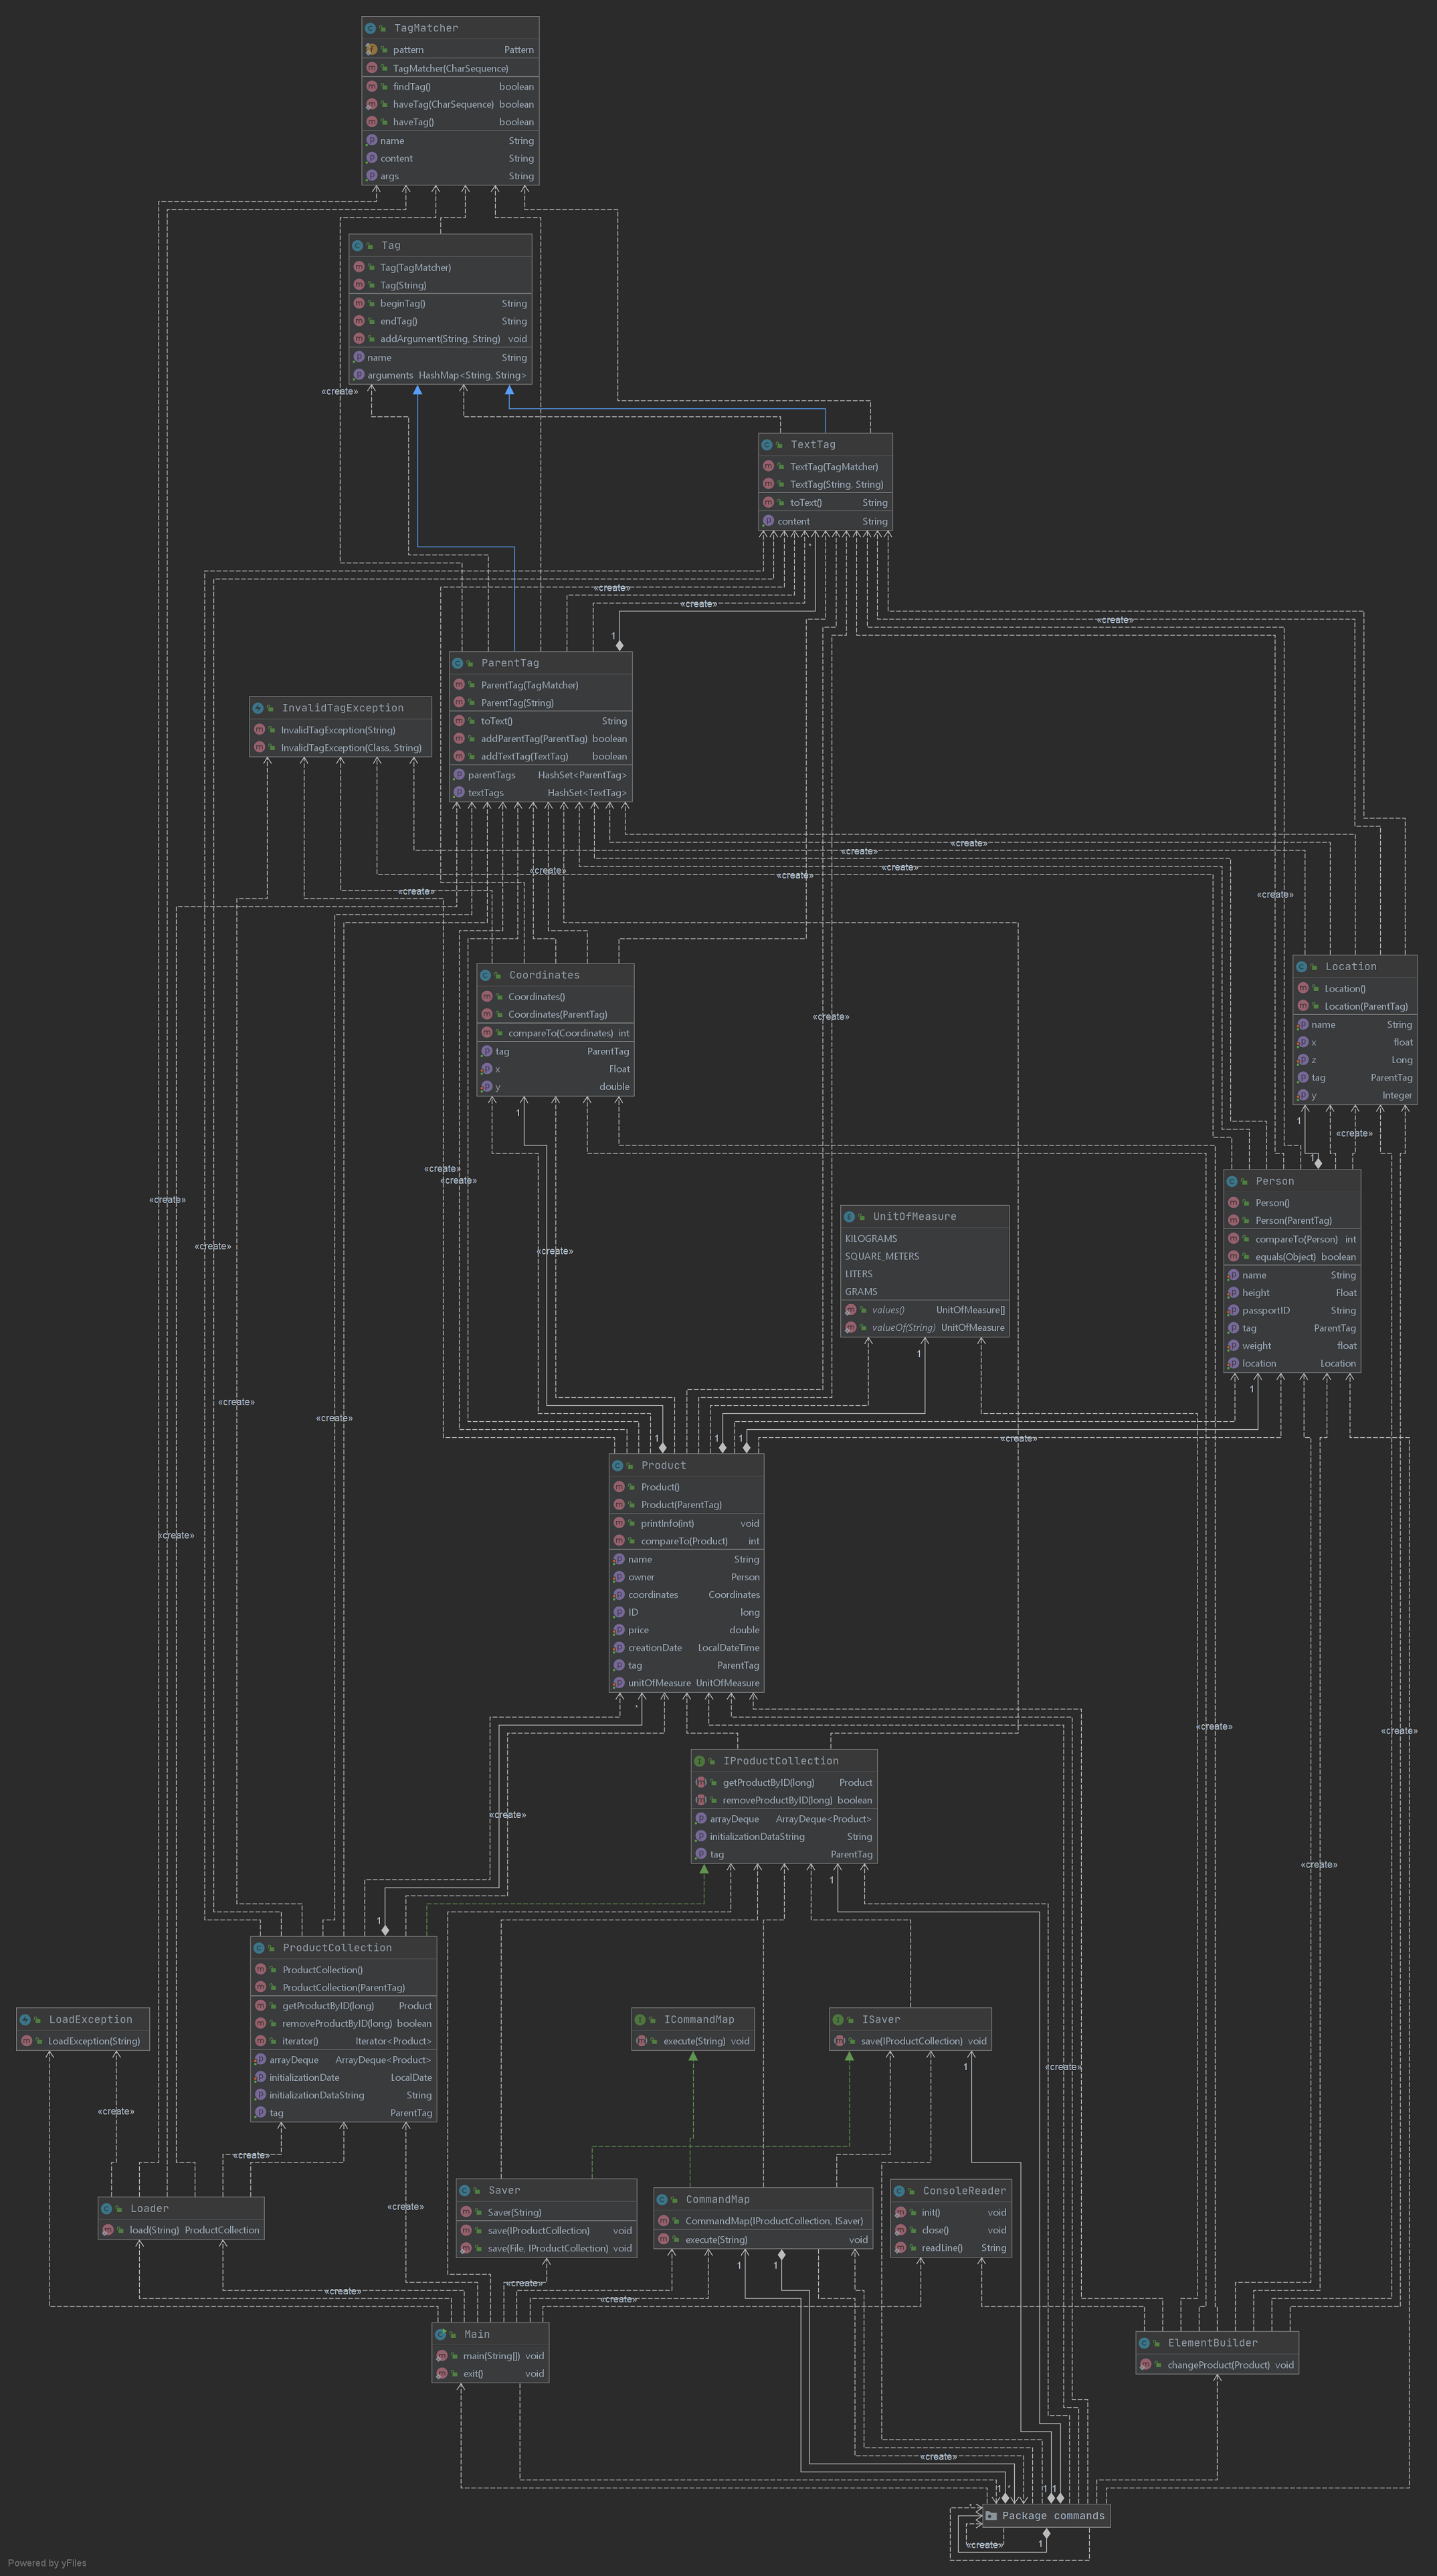 TagMatcher
pattern Pattern
TagMatcher(CharSequence)
findTag() boolean
haveTag(CharSequence) boolean
haveTag() boolean
name String
content String
args String
Tag
Tag(TagMatcher)
Tag(String)
beginTag() String
endTag() String
addArgument(String, String) void
name String
arguments HashMap<String, String>
«create»
TextTag
TextTag(TagMatcher)
TextTag(String, String)
toText() String
content String
*
«create»
«create»
«create»
1
ParentTag
ParentTag(TagMatcher)
ParentTag(String)
toText() String
addParentTag(ParentTag) boolean
addTextTag(TextTag) boolean
parentTags HashSet<ParentTag>
textTags HashSet<TextTag>
InvalidTagException
InvalidTagException(String)
InvalidTagException(Class, String)
«create»
«create»
«create»
«create»
«create»
«create»
«create»
Coordinates
Coordinates()
Coordinates(ParentTag)
compareTo(Coordinates) int
tag ParentTag
x Float
y double
Location
Location()
Location(ParentTag)
name String
x float
z Long
tag ParentTag
y Integer
«create»
1
1
«create»
1
Person
Person()
Person(ParentTag)
compareTo(Person) int
equals(Object) boolean
name String
height Float
passportID String
tag ParentTag
weight float
location Location
«create»
«create»
«create»
UnitOfMeasure
KILOGRAMS
SQUARE_METERS
LITERS
GRAMS
values() UnitOfMeasure[]
valueOf(String) UnitOfMeasure
«create»
«create»
1
1
«create»
«create»
1
1
1
«create»
Product
Product()
Product(ParentTag)
printInfo(int) void
compareTo(Product) int
name String
owner Person
coordinates Coordinates
ID long
price double
creationDate LocalDateTime
tag ParentTag
unitOfMeasure UnitOfMeasure
«create»
*
«create»
«create»
IProductCollection
getProductByID(long) Product
removeProductByID(long) boolean
arrayDeque ArrayDeque<Product>
initializationDataString String
tag ParentTag
«create»
«create»
1
1
ProductCollection
ProductCollection()
ProductCollection(ParentTag)
getProductByID(long) Product
removeProductByID(long) boolean
iterator() Iterator<Product>
arrayDeque ArrayDeque<Product>
initializationDate LocalDate
initializationDataString String
tag ParentTag
LoadException
LoadException(String)
ICommandMap
execute(String) void
ISaver
save(IProductCollection) void
1
«create»
«create»
«create»
Loader
load(String) ProductCollection
«create»
Saver
Saver(String)
save(IProductCollection) void
save(File, IProductCollection) void
CommandMap
CommandMap(IProductCollection, ISaver)
execute(String) void
ConsoleReader
init() void
close() void
readLine() String
1
1
«create»
«create»
«create»
Main
main(String[]) void
exit() void
ElementBuilder
changeProduct(Product) void
«create»
1
*
1
1
Package commands
*
«create»
1
Powered by yFiles